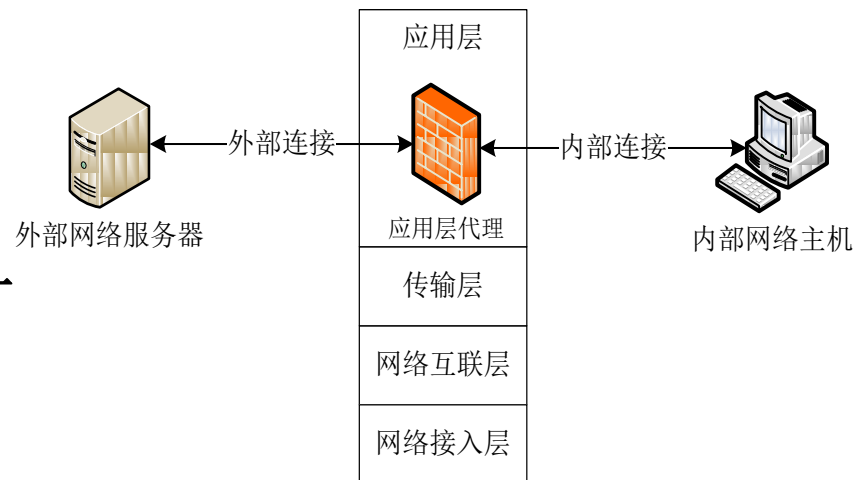 应用层
外部连接
内部连接
外部网络服务器
应用层代理
内部网络主机
传输层
网络互联层
网络接入层